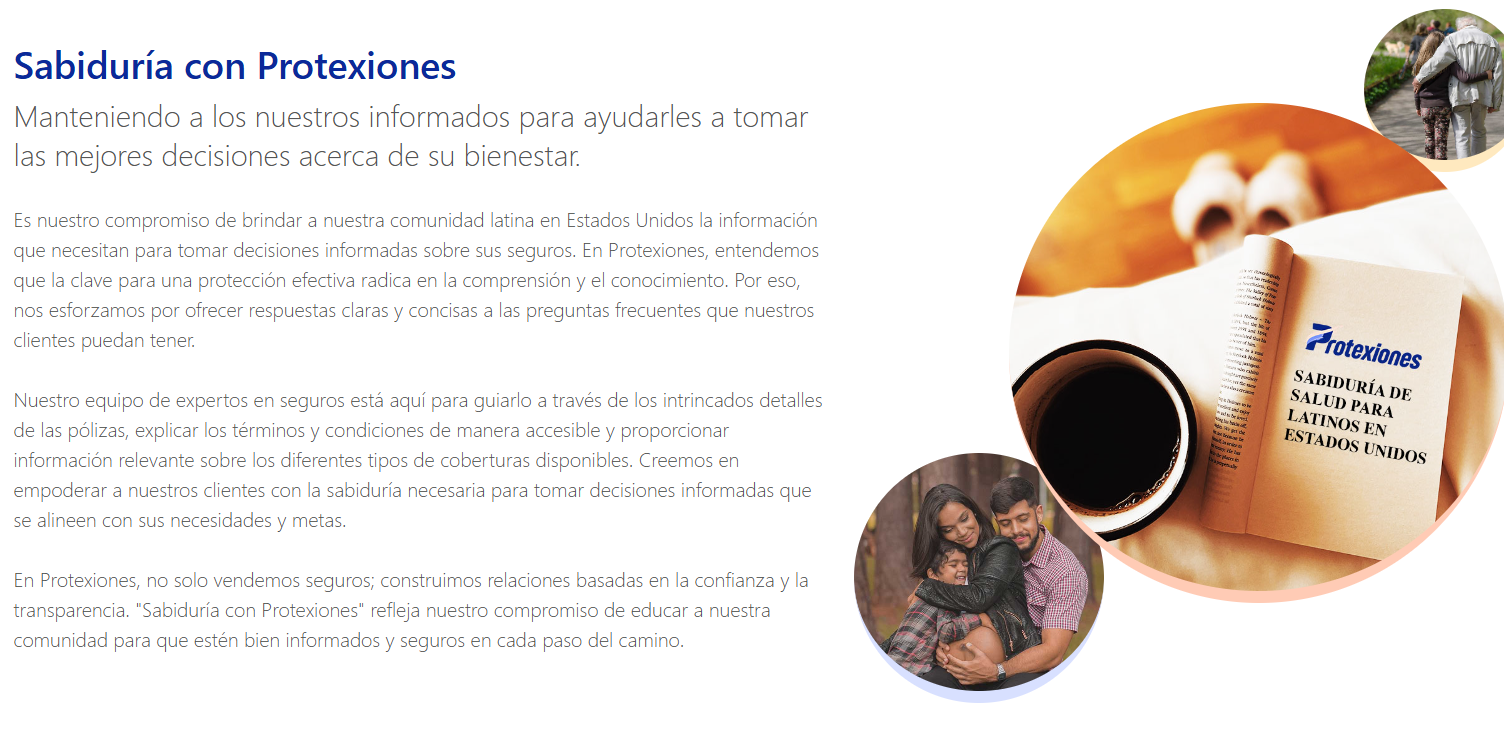 Sabiduría con Protexiones
Manteniendo a los nuestros informados para ayudarles a tomar
las mejores decisiones acerca de su bienestar.
Es nuestro compromiso de brindar a nuestra comunidad latina en Estados Unidos la información
que necesitan para tomar decisiones informadas sobre sus seguros. En Protexiones, entendemos
que la clave para una protección efectiva radica en la comprensión y el conocimiento. Por eso,
nos esforzamos por ofrecer respuestas claras y concisas a las preguntas frecuentes que nuestros
clientes puedan tener.
Nuestro equipo de expertos en seguros está aquí para guiarlo a través de los intrincados detalles
de las pólizas, explicar los términos y condiciones de manera accesible y proporcionar
información relevante sobre los diferentes tipos de coberturas disponibles. Creemos en
empoderar a nuestros clientes con la sabiduría necesaria para tomar decisiones informadas que
se alineen con sus necesidades y metas.
En Protexiones, no solo vendemos seguros; construimos relaciones basadas en la confianza y la
transparencia. "Sabiduría con Protexiones" refleja nuestro compromiso de educar a nuestra
comunidad para que estén bien informados y seguros en cada paso del camino.
Protexiones
SABIDURÍA DE
SALUD PARA
LATINOS EN
ESTADOS UNIDOS